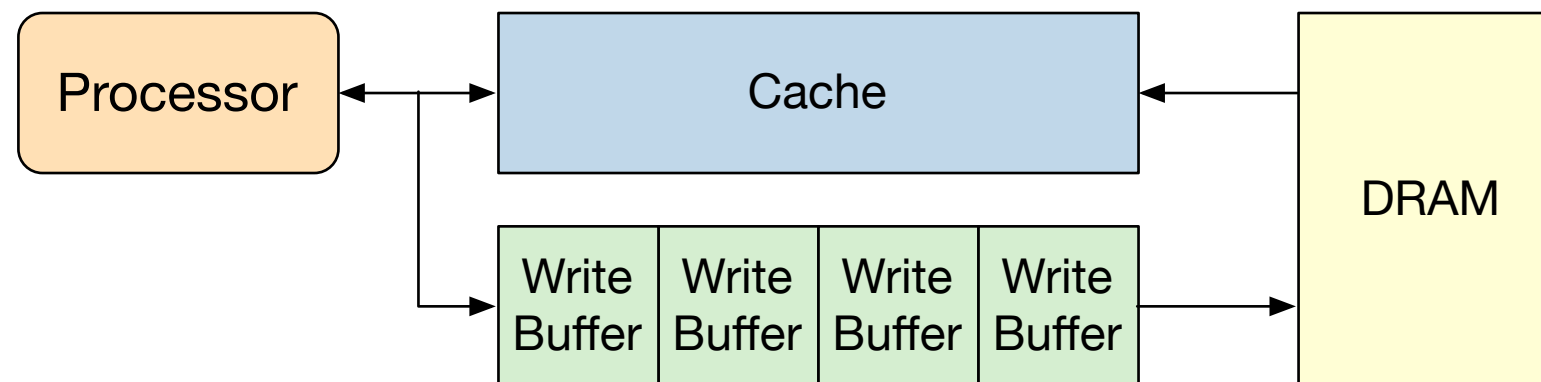 Processor
Cache
DRAM
Write
Buffer
Write
Buffer
Write
Buffer
Write
Buffer